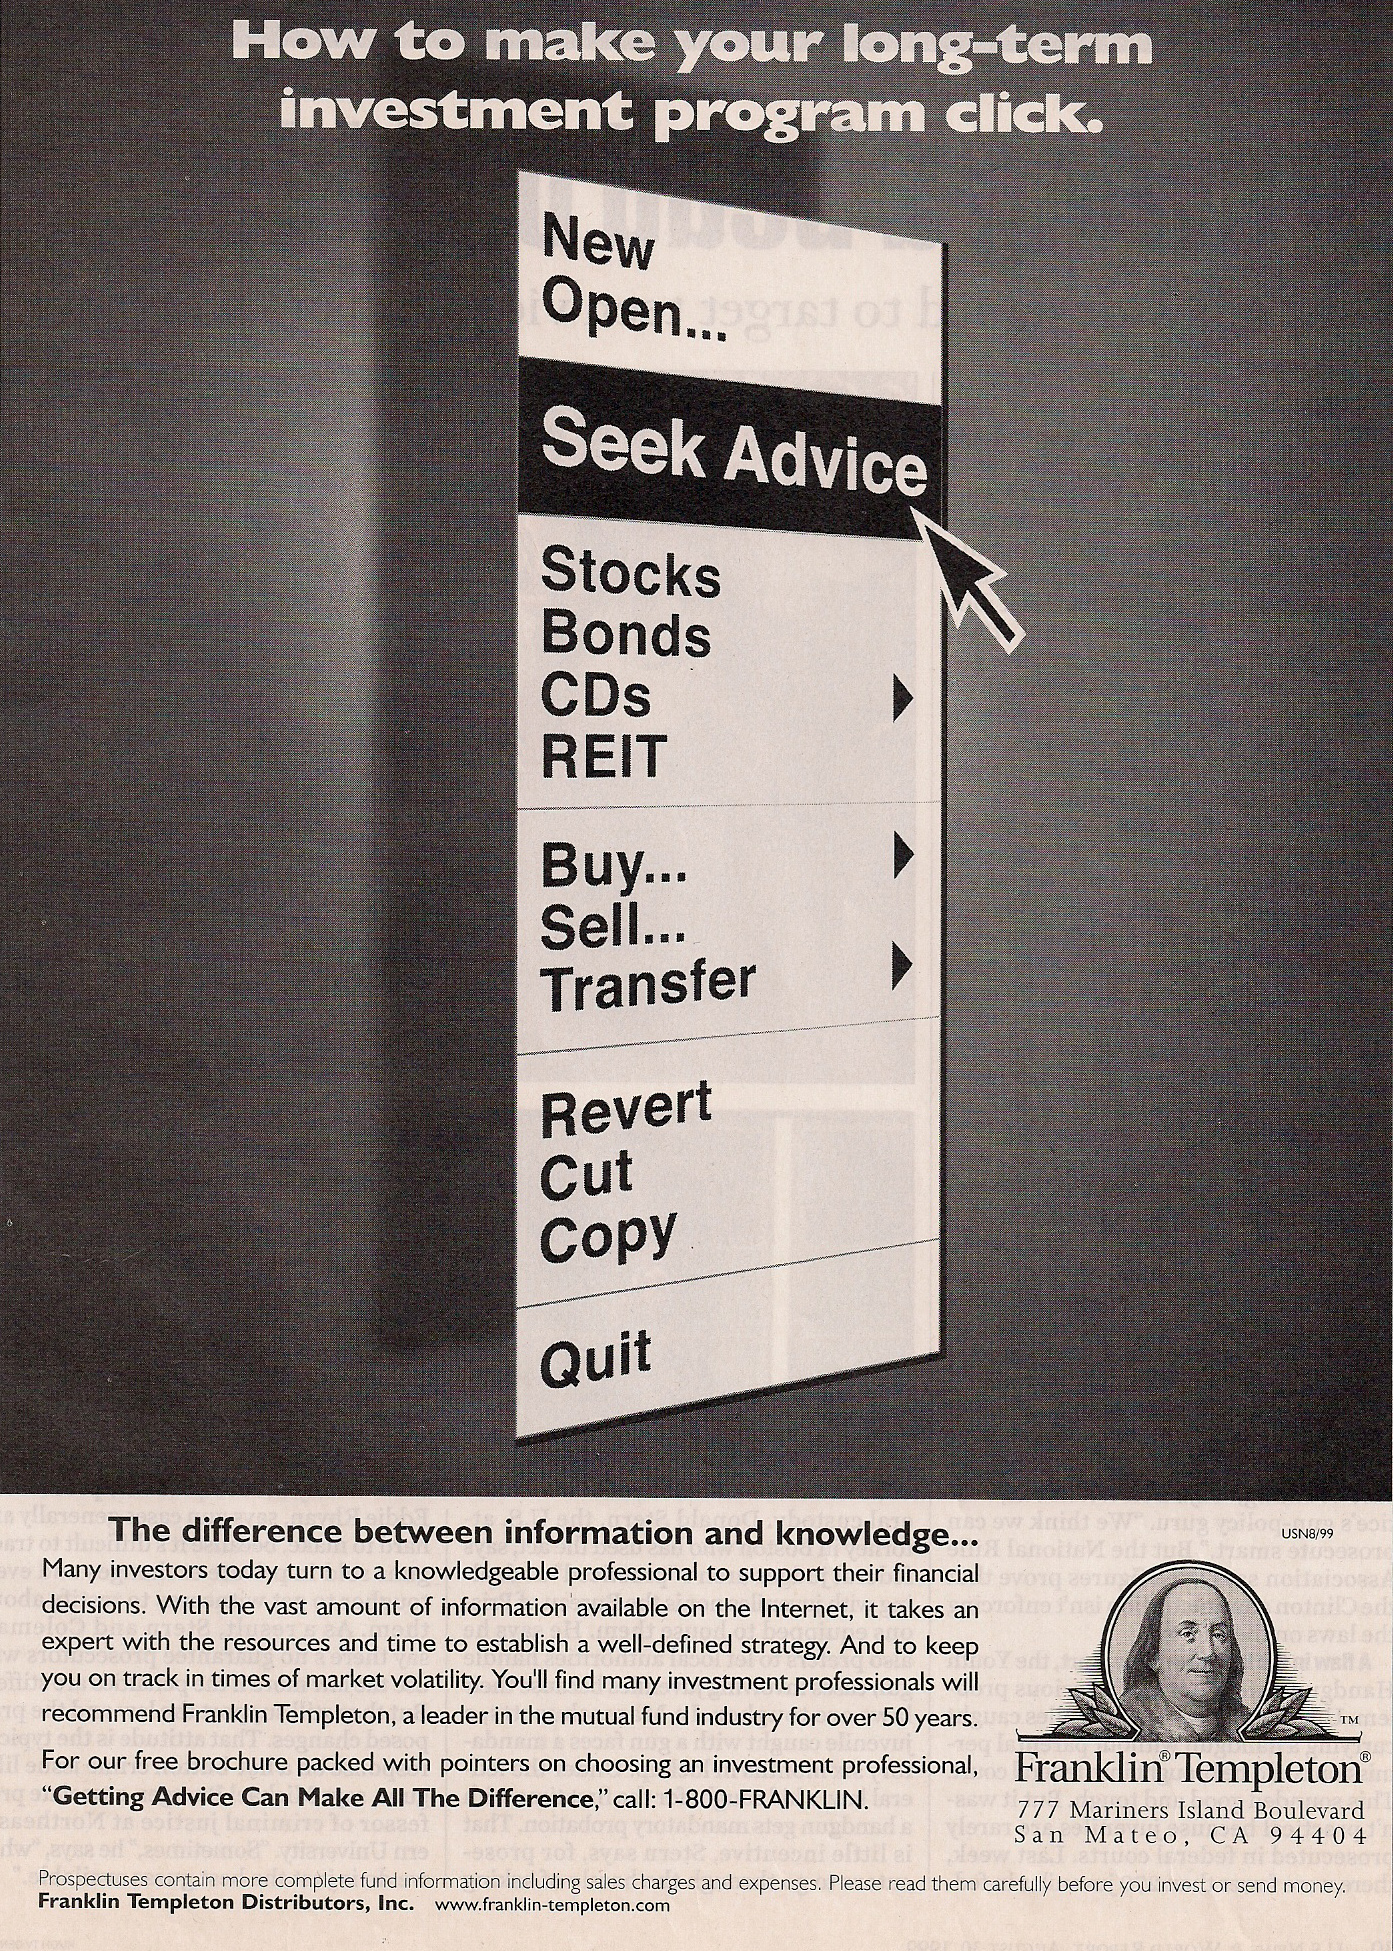 How to make your long-term
investment program click.
New
Open...
Seek Advice
Stocks
Bonds
CDs
REIT
Buy...
Sell...
Transfer
Revert
Cut
Copy
Quit
The difference between information and knowledge...
Many investors today turn to a knowledgeable professional to support their financial
decisions. With the vast amount of information available on the Internet, it takes an
expert with the resources and time to establish a well-defined strategy. And to keep
you on track in times of market volatility. You'll find many investment professionals will
recommend Franklin Templeton, a leader in the mutual fund industry for over 50 years.
For our free brochure packed with pointers on choosing an investment professional,
“Getting Advice Can Make All The Difference,” call: 1-800-FRANKLIN.
USN8/99
™
Franklin® Templeton®
777 Mariners Island Boulevard
San Mateo, CA 94404
Prospectuses contain more complete fund information including sales charges and expenses. Please read them carefully before you invest or send money.
Franklin Templeton Distributors, Inc. www.franklin-templeton.com